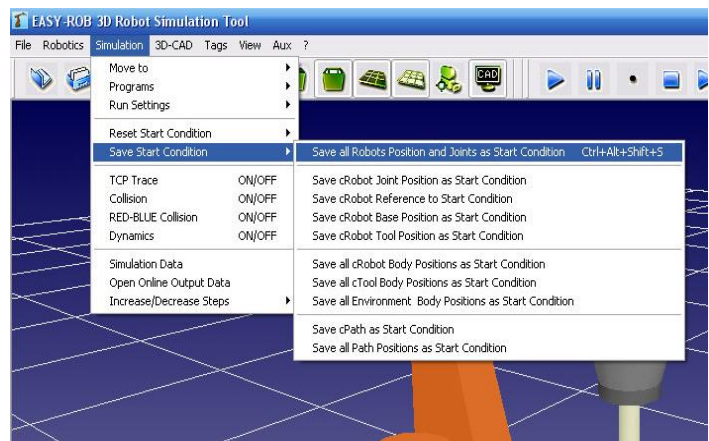 EASY-ROB 3D Robot Simulation Tool
File Robotics Simulation 3D-CAD Tags View Aux ?
CAD
Move to
Programs
Run Settings
Reset Start Condition
Save Start Condition
Save all Robots Position and Joints as Start Condition Ctrl+Alt+Shift+S
TCP Trace ON/OFF
Collision ON/OFF
RED-BLUE Collision ON/OFF
Dynamics ON/OFF
Simulation Data
Open Online Output Data
Increase/Decrease Steps
Save cRobot Joint Position as Start Condition
Save cRobot Reference to Start Condition
Save cRobot Base Position as Start Condition
Save cRobot Tool Position as Start Condition
Save all cRobot Body Positions as Start Condition
Save all cTool Body Positions as Start Condition
Save all Environment Body Positions as Start Condition
Save cPath as Start Condition
Save all Path Positions as Start Condition